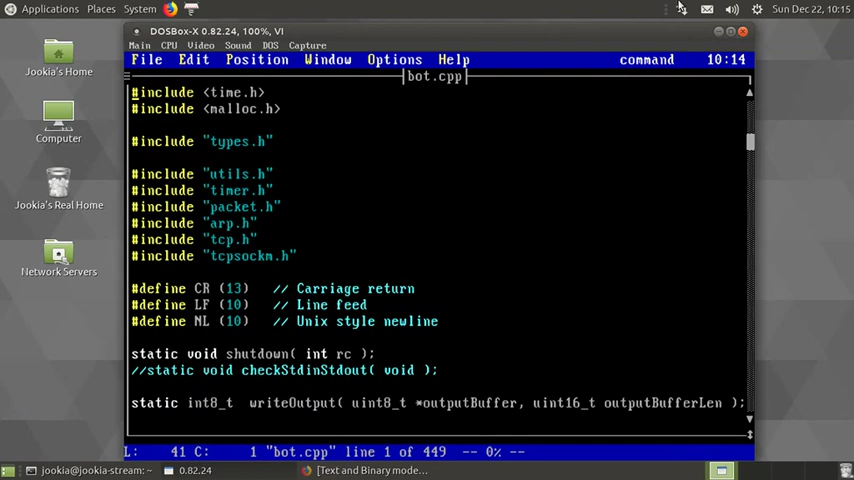 Applications Places System Sun Dec 22, 10:15
DOSBox-X 0.82.24, 100%, VI
Main CPU Video Sound DOS Capture
File Edit Position Window Options Help command 10:14
bot.cpp
#include <time.h>
#include <malloc.h>
#include "types.h"
#include "utils.h"
#include "timer.h"
#include "packet.h"
#include "arp.h"
#include "tcp.h"
#include "tcpsockm.h"
#define CR (13) // Carriage return
#define LF (10) // Line feed
#define NL (10) // Unix style newline
static void shutdown( int rc );
//static void checkStdinStdout( void );
static int8_t writeOutput( uint8_t *outputBuffer, uint16_t outputBufferLen );
L: 41 C: 1 "bot.cpp" line 1 of 449 -- 0% --
Jookia's Home
Computer
Jookia's Real Home
Network Servers
jookia@jookia-stream: ~ 0.82.24 [Text and Binary mode...